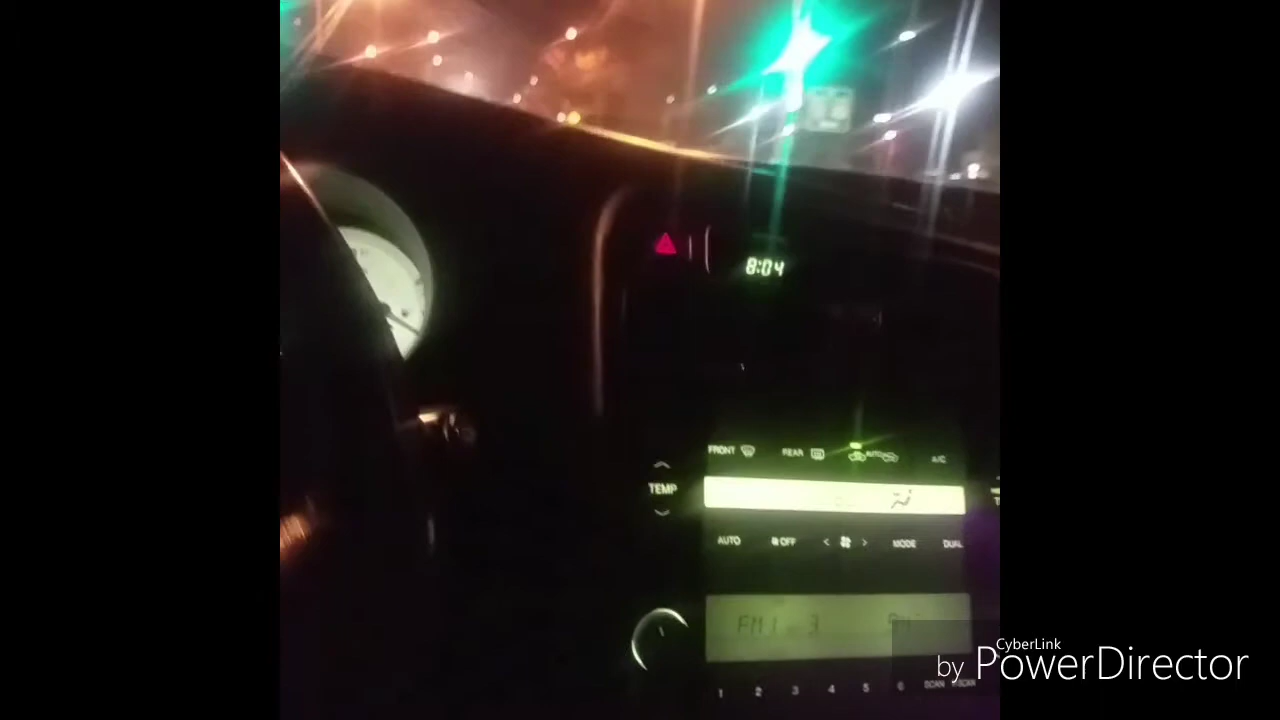 8:04
FRONT REAR AUTO A/C
TEMP
AUTO OFF < > MODE DUAL
FM1 3
1 2 3 4 5 6 SCAN
CyberLink
by PowerDirector